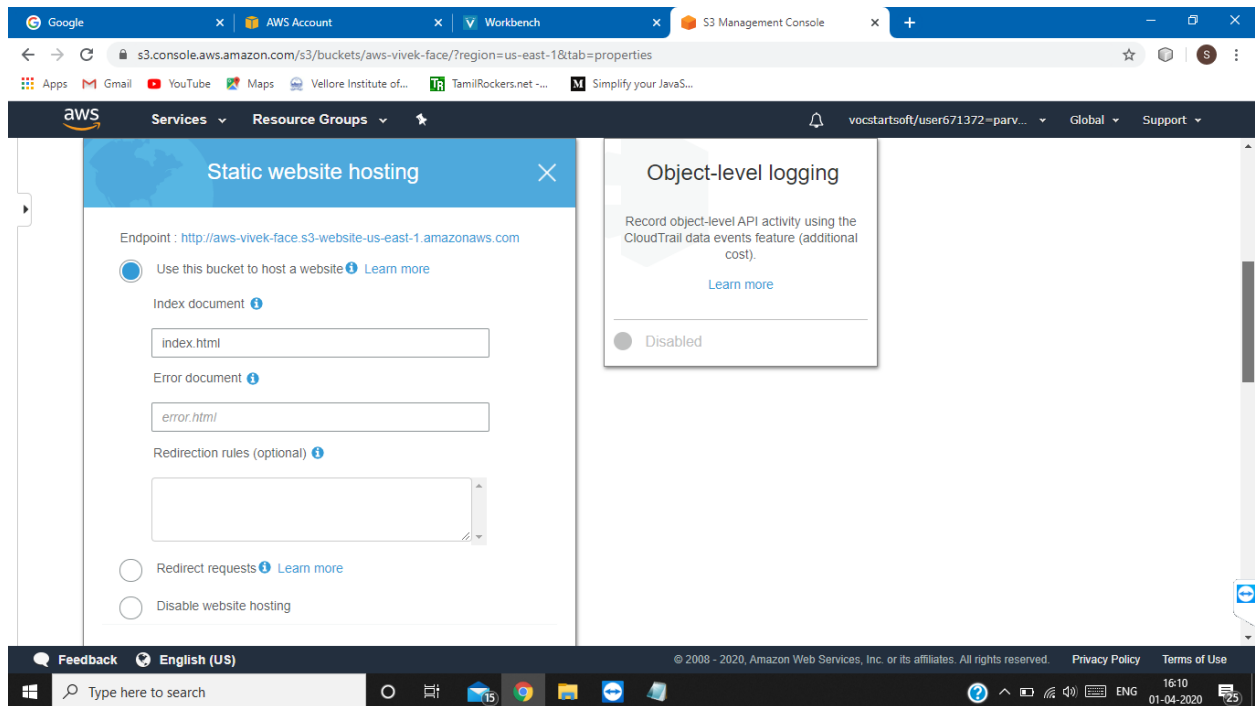 Google
AWS Account
Workbench
S3 Management Console
s3.console.aws.amazon.com/s3/buckets/aws-vivek-face/?region=us-east-1&tab=properties
S
Apps
Gmail
YouTube
Maps
Vellore Institute of...
TR
TamilRockers.net -...
M
Simplify your JavaS...
aws
Services
Resource Groups
vocstartsoft/user671372=parv...
Global
Support
Static website hosting
Endpoint : http://aws-vivek-face.s3-website-us-east-1.amazonaws.com
Use this bucket to host a website Learn more
Index document
index.html
Error document
error.html
Redirection rules (optional)
Redirect requests Learn more
Disable website hosting
Object-level logging
Record object-level API activity using the
CloudTrail data events feature (additional
cost).
Learn more
Disabled
Feedback
English (US)
© 2008 - 2020, Amazon Web Services, Inc. or its affiliates. All rights reserved.
Privacy Policy
Terms of Use
Type here to search
15
ENG
16:10
01-04-2020
25